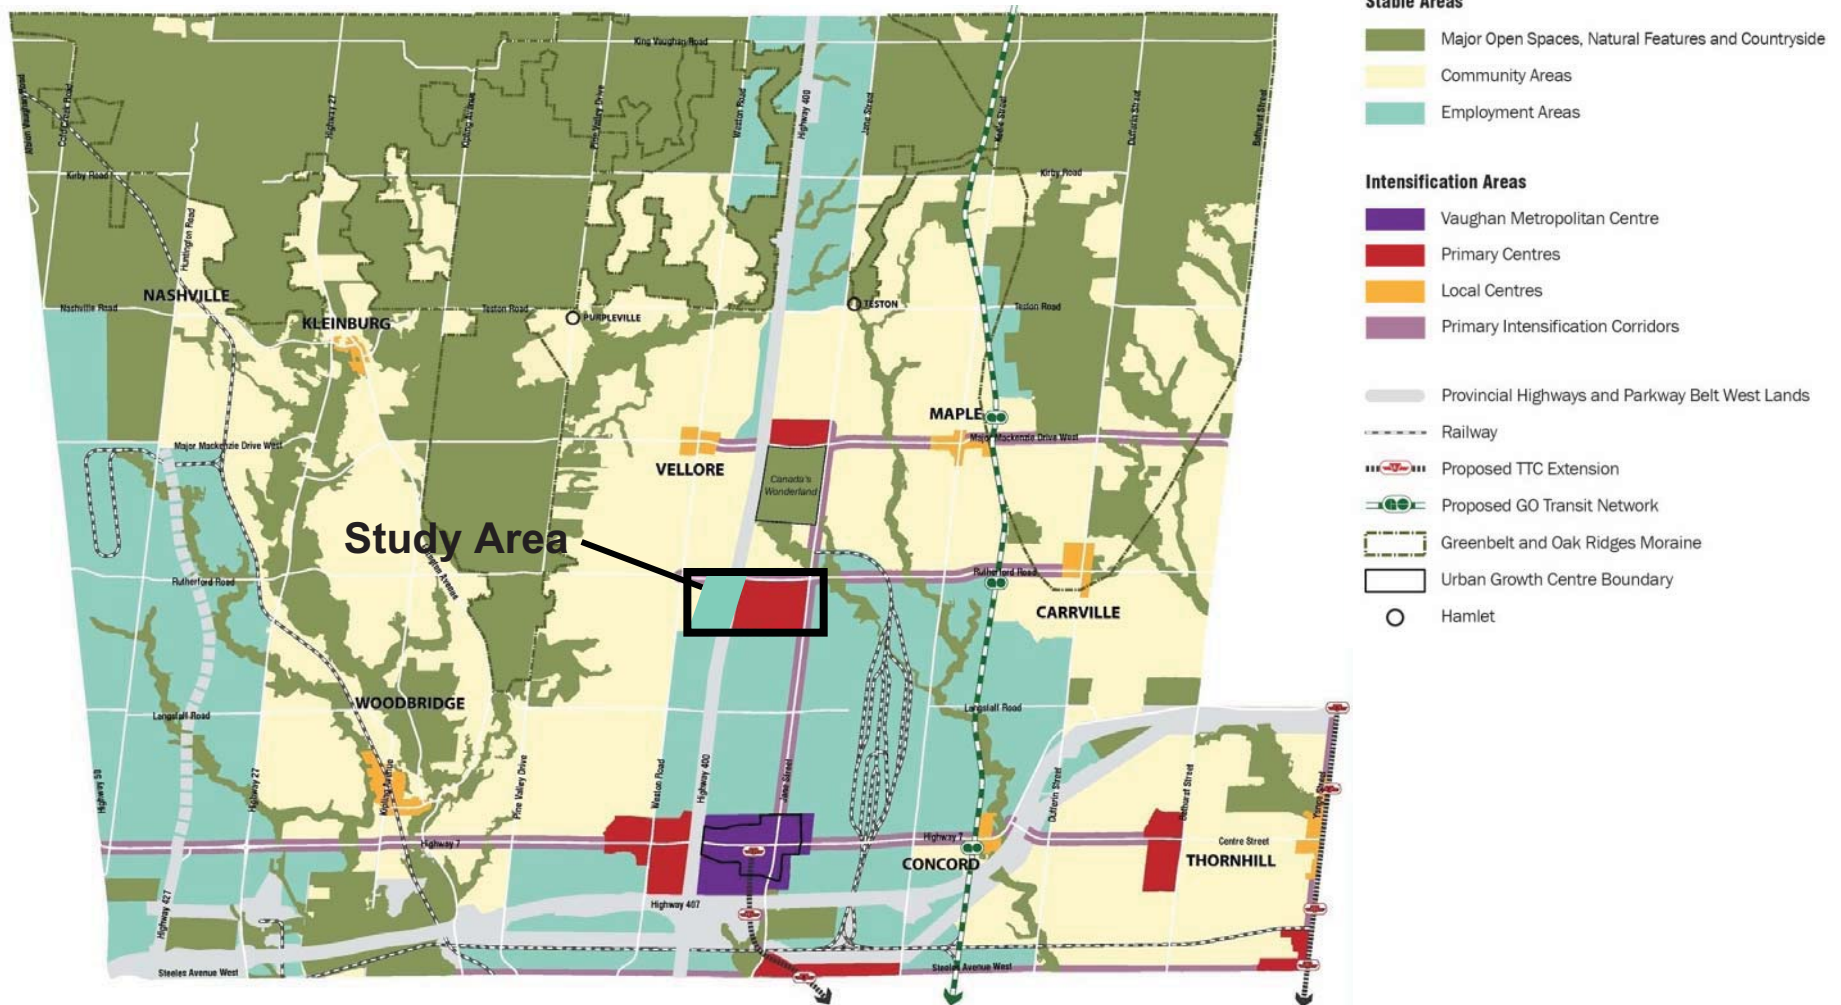 Stable Areas
Major Open Spaces, Natural Features and Countryside
Community Areas
Employment Areas
Intensification Areas
Vaughan Metropolitan Centre
Primary Centres
Local Centres
Primary Intensification Corridors
Provincial Highways and Parkway Belt West Lands
Railway
Proposed TTC Extension
Proposed GO Transit Network
Greenbelt and Oak Ridges Moraine
Urban Growth Centre Boundary
Hamlet
King Vaughan Road
Highway 27
Kipling Avenue
Pine Valley Drive
Weston Road
Highway 400
Jane Street
Keele Street
Dufferin Street
Bathurst Street
Kirby Road
Kirby Road
Huntington Road
NASHVILLE
Nashville Road
KLEINBURG
Teston Road
PURPLEVILLE
TESTON
Teston Road
MAPLE
Major Mackenzie Drive West
Major Mackenzie Drive West
VELLORE
Canada's
Wonderland
Study Area
Rutherford Road
Rutherford Road
CARRVILLE
WOODBRIDGE
Langstaff Road
Langstaff Road
Highway 50
Highway 27
Kipling Avenue
Pine Valley Drive
Weston Road
Highway 400
Jane Street
Dufferin Street
Bathurst Street
Yonge Street
Highway 7
Highway 7
Centre Street
CONCORD
THORNHILL
Highway 427
Highway 407
Steeles Avenue West
Steeles Avenue West